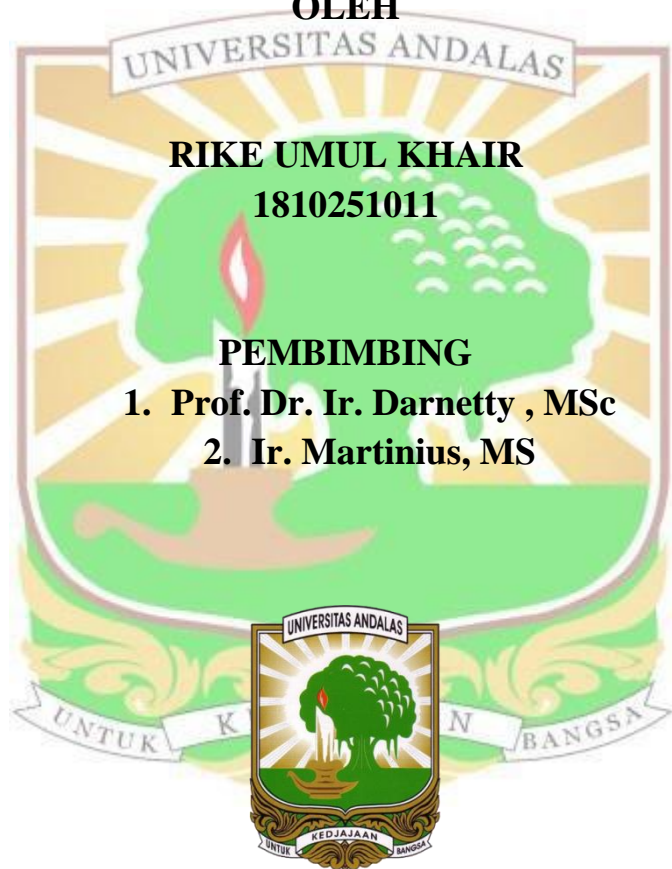 OLEH
UNIVERSITAS ANDALAS
RIKE UMUL KHAIR
1810251011
PEMBIMBING
1. Prof. Dr. Ir. Darnetty , MSc
2. Ir. Martinius, MS
UNIVERSITAS ANDALAS
UNTUK K N BANGSA
UNTUK KEDJAJAAN BANGSA